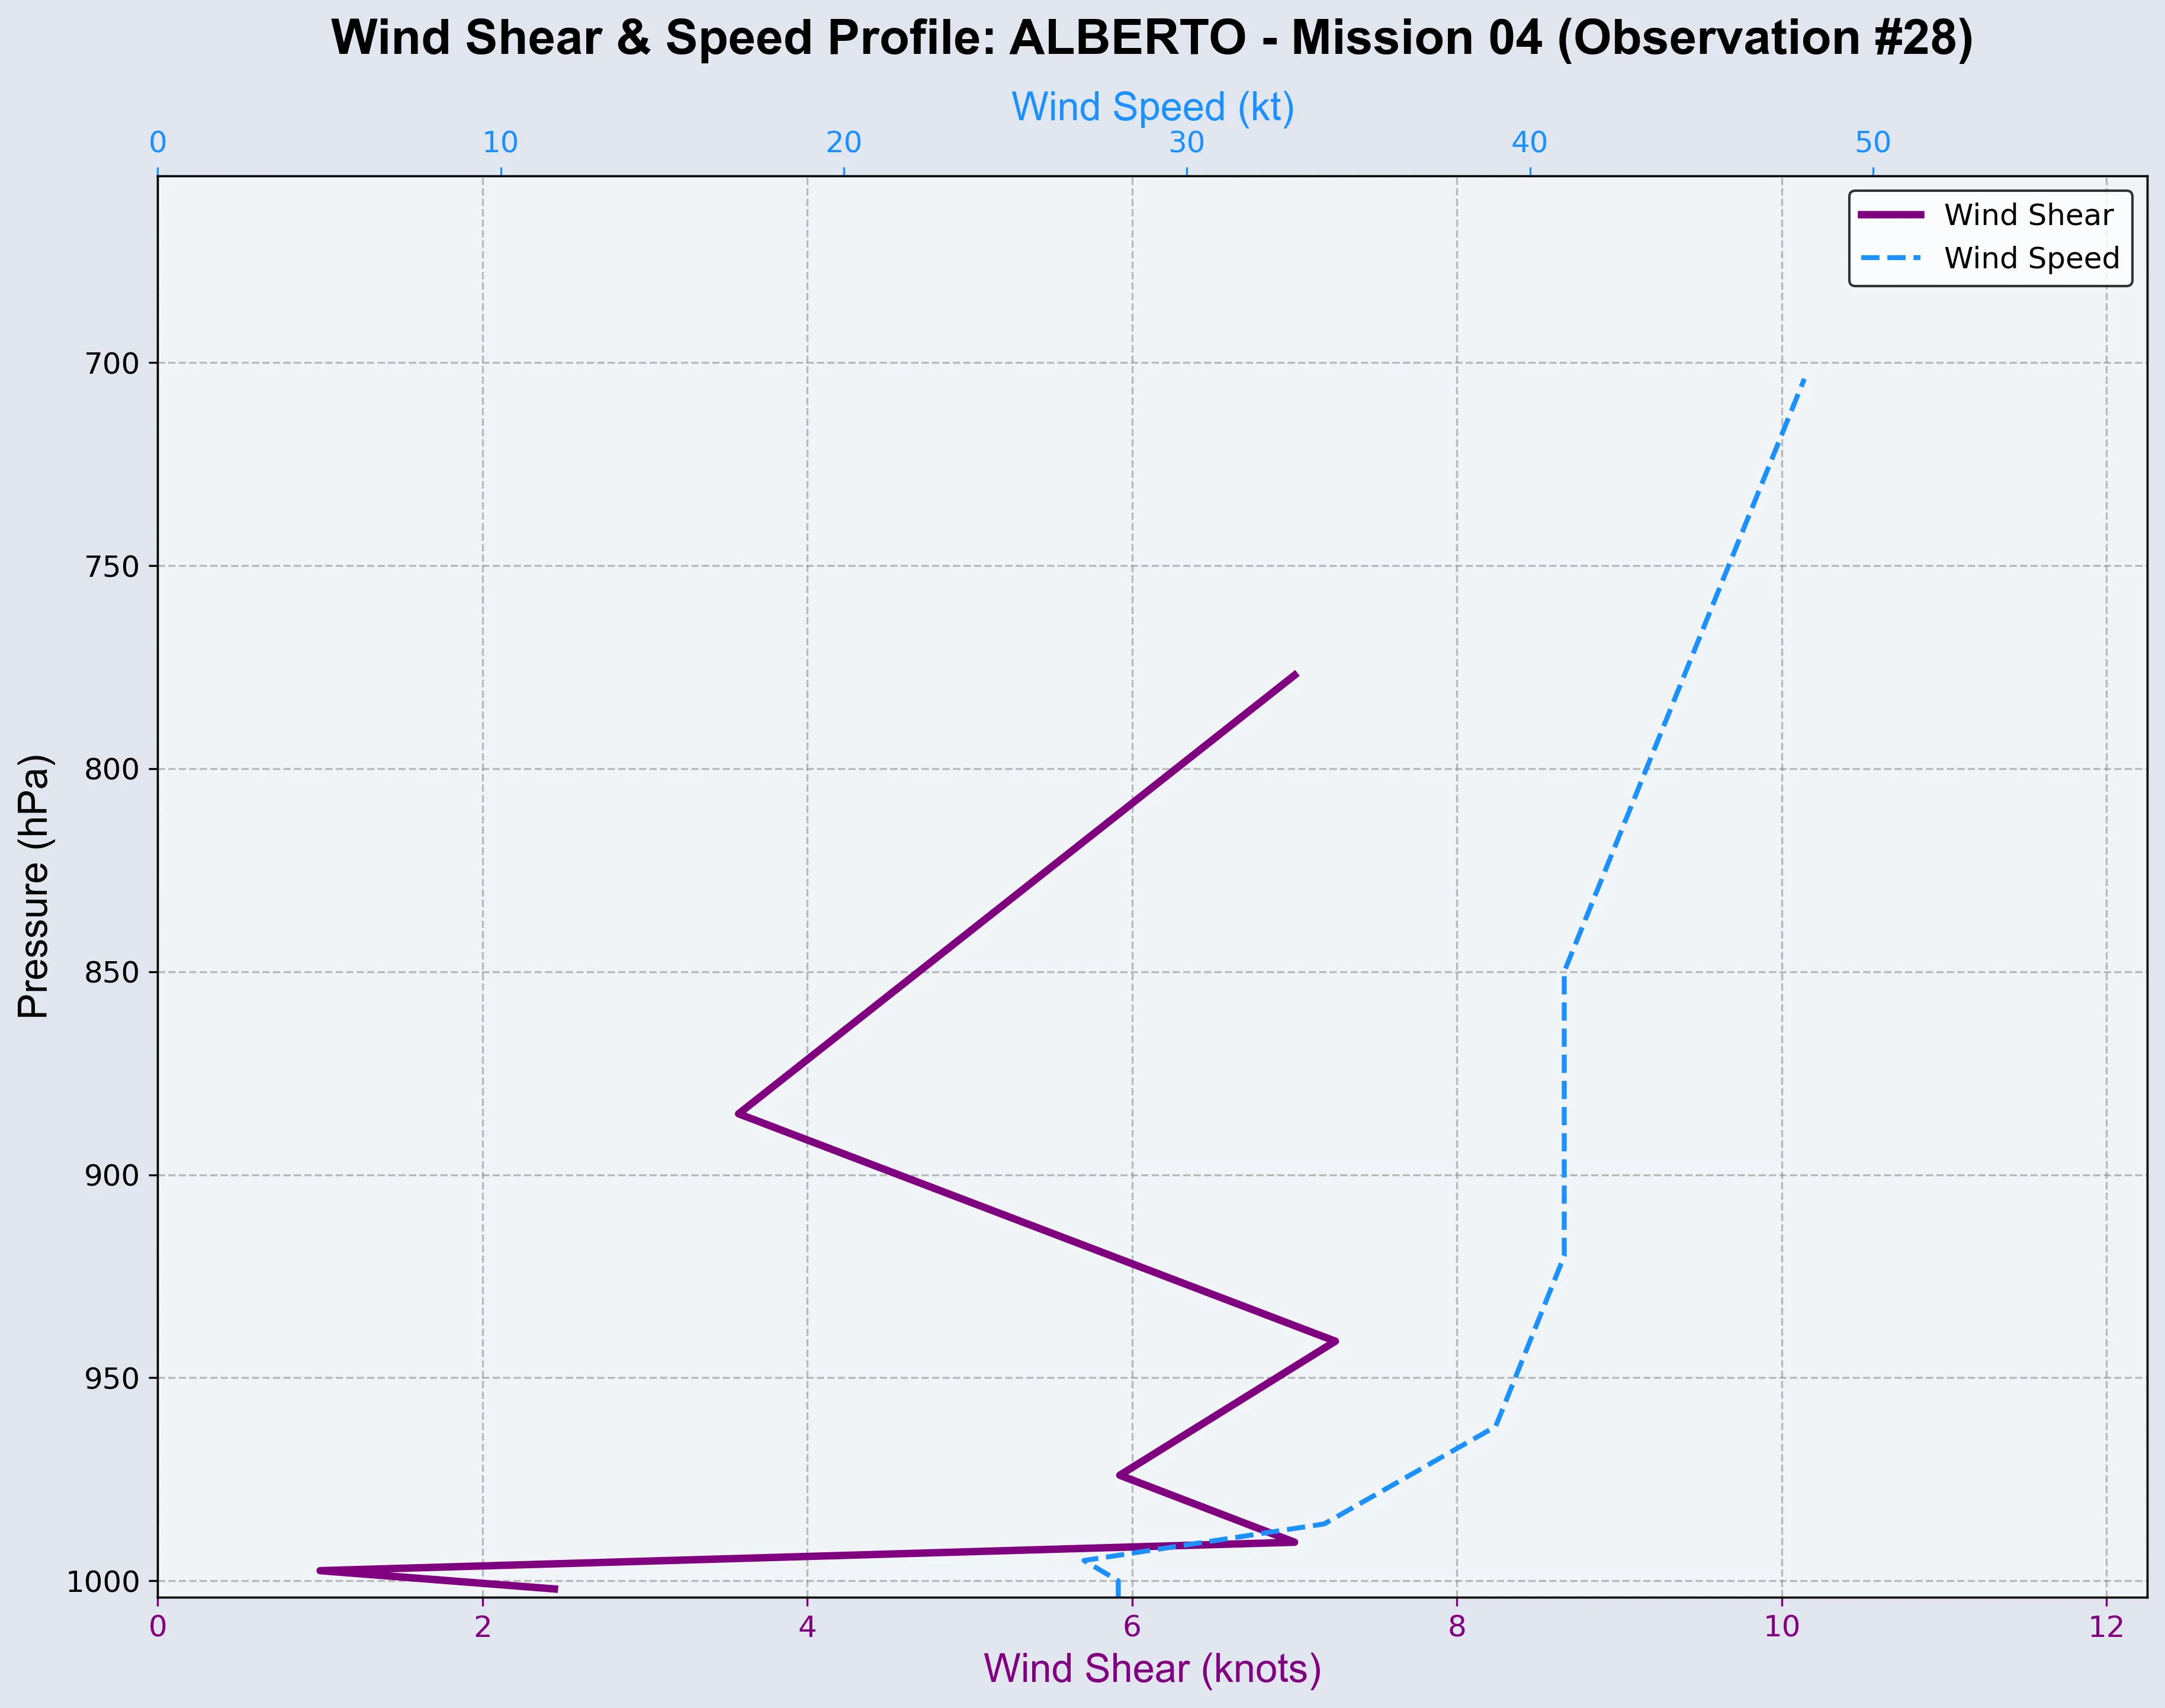 Wind Shear & Speed Profile: ALBERTO - Mission 04 (Observation #28)
Wind Speed (kt)
0 10 20 30 40 50
Wind Shear
Wind Speed
700
750
800
850
900
950
1000
Pressure (hPa)
0 2 4 6 8 10 12
Wind Shear (knots)